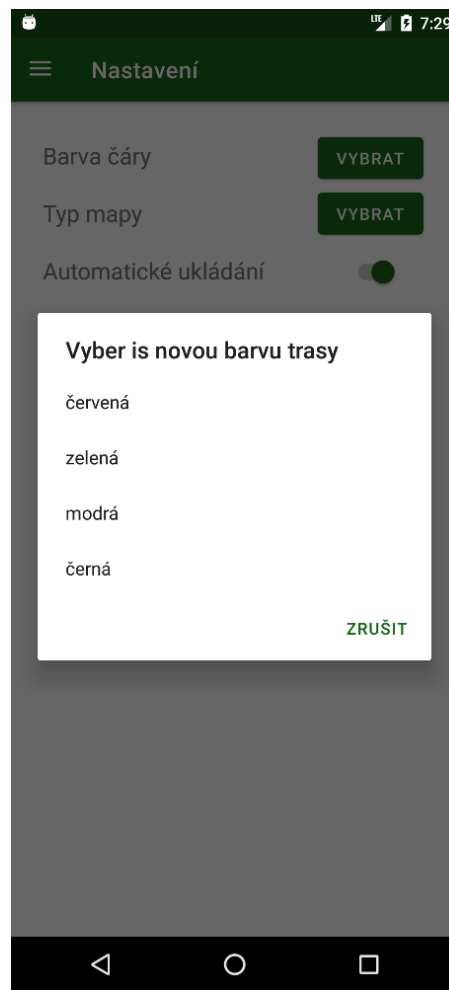 LTE 7:29
Nastavení
Barva čáry VYBRAT
Typ mapy VYBRAT
Automatické ukládání
Vyber is novou barvu trasy
červená
zelená
modrá
černá
ZRUŠIT